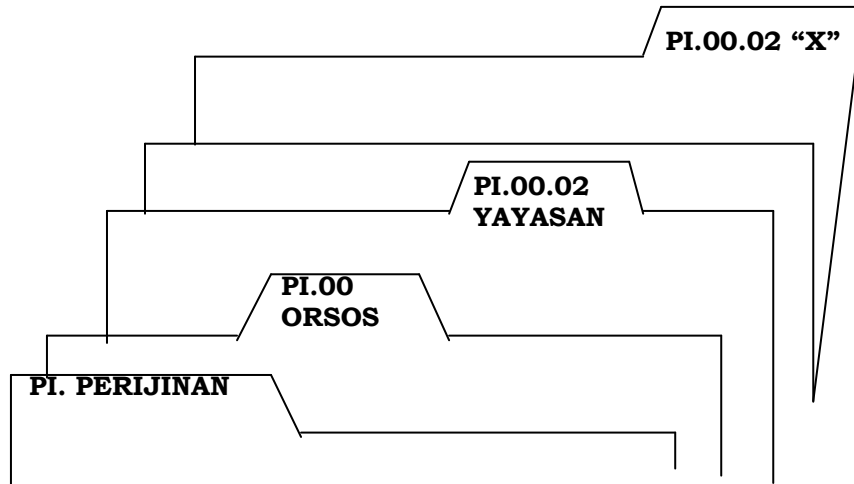 PI.00.02 “X”
PI.00.02
YAYASAN
PI.00
ORSOS
PI. PERIJINAN